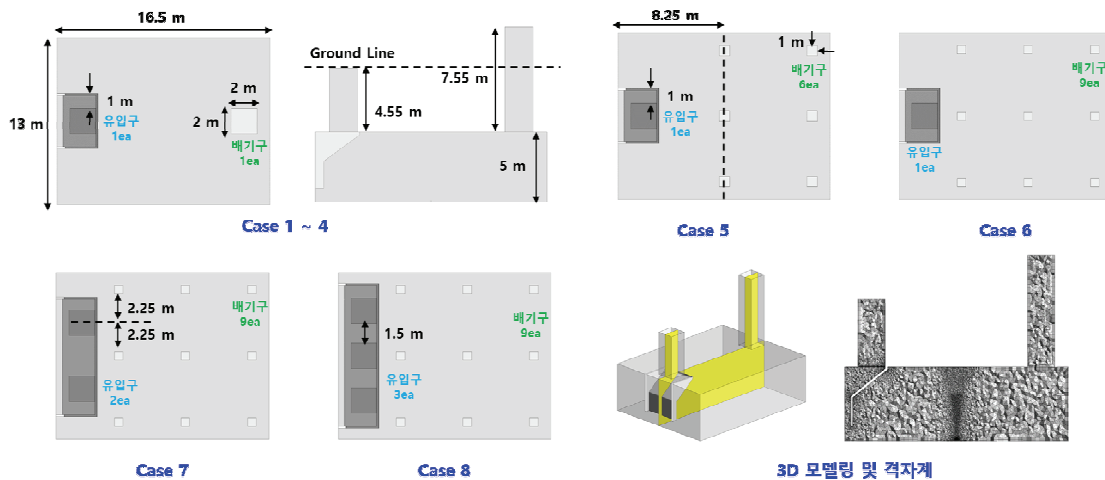 16.5 m
13 m
1 m
유입구
1ea
2 m
2 m
배기구
1ea
Ground Line
4.55 m
7.55 m
5 m
Case 1 ~ 4
8.25 m
1 m
배기구
6ea
1 m
유입구
1ea
Case 5
배기구
9ea
유입구
1ea
Case 6
2.25 m
2.25 m
배기구
9ea
유입구
2ea
Case 7
1.5 m
배기구
9ea
유입구
3ea
Case 8
3D 모델링 및 격자계